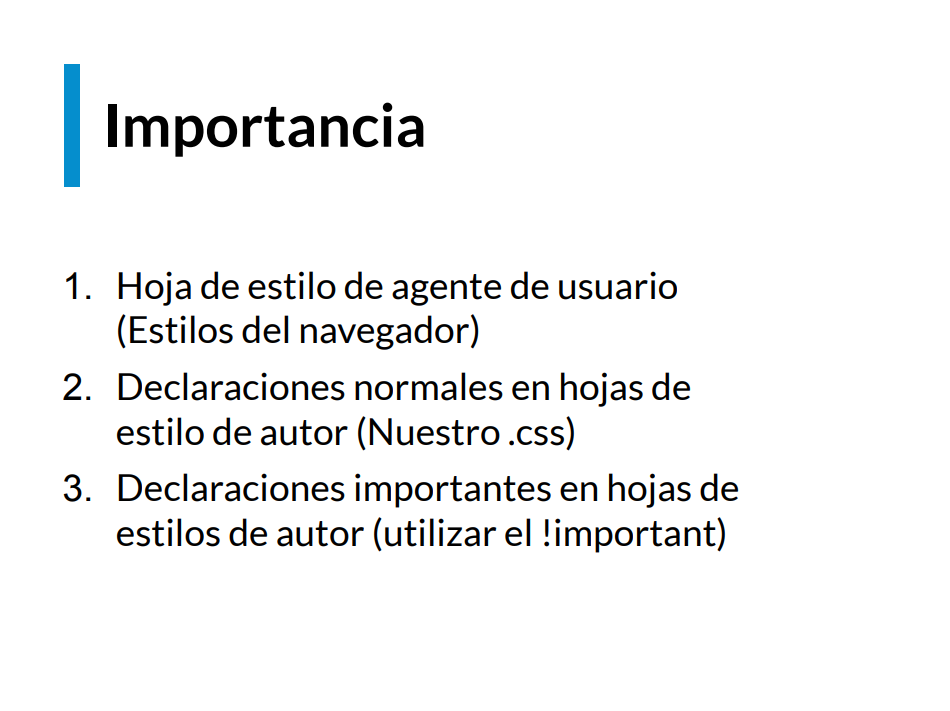 Importancia
1. Hoja de estilo de agente de usuario
(Estilos del navegador)
2. Declaraciones normales en hojas de
estilo de autor (Nuestro .css)
3. Declaraciones importantes en hojas de
estilos de autor (utilizar el !important)